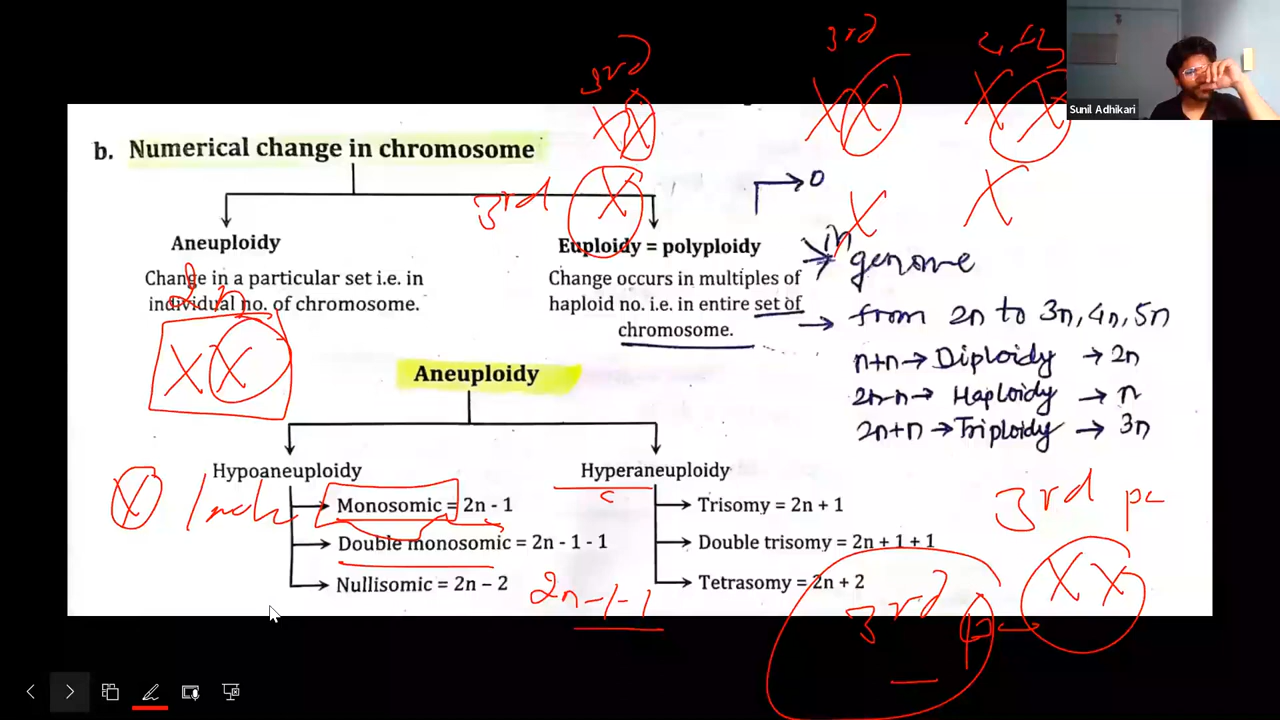 3rd
3rd
Sunil Adhikari
b. Numerical change in chromosome
3rd
Aneuploidy
Change in a particular set i.e. in
individual no. of chromosome.
2n
Euploidy = polyploidy
Change occurs in multiples of
haploid no. i.e. in entire set of
chromosome.
→ 0
in
→ genome
→ from 2n to 3n, 4n, 5n
n+n → Diploidy → 2n
2n-n → Haploidy → n
2n+n → Triploidy → 3n
X X
Aneuploidy
Hypoaneuploidy
Monosomic = 2n - 1
Double monosomic = 2n - 1 - 1
Nullisomic = 2n - 2
2n-1-1
Hyperaneuploidy
Trisomy = 2n + 1
Double trisomy = 2n + 1 + 1
Tetrasomy = 2n + 2
3rd
X X
3rd